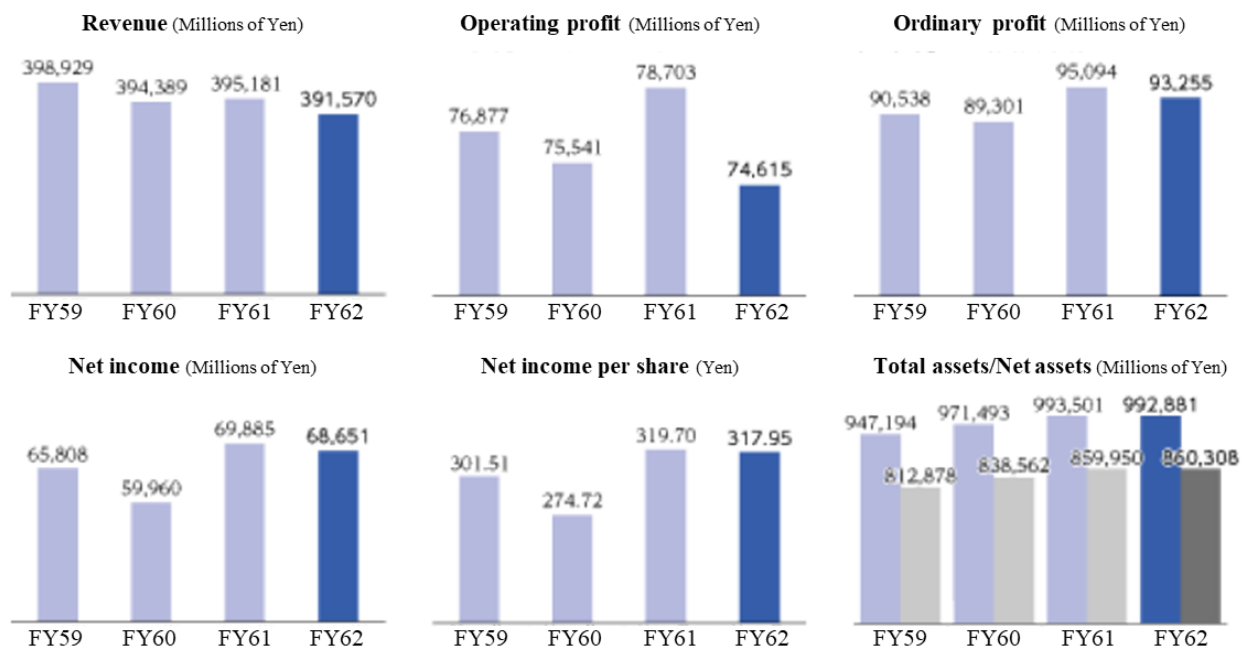 Revenue (Millions of Yen)
398,929
394,389
395,181
391,570
FY59 FY60 FY61 FY62
Operating profit (Millions of Yen)
76,877
75,541
78,703
74,615
FY59 FY60 FY61 FY62
Ordinary profit (Millions of Yen)
90,538
89,301
95,094
93,255
FY59 FY60 FY61 FY62
Net income (Millions of Yen)
65,808
59,960
69,885
68,651
FY59 FY60 FY61 FY62
Net income per share (Yen)
301.51
274.72
319.70
317.95
FY59 FY60 FY61 FY62
Total assets/Net assets (Millions of Yen)
947,194
812,878
971,493
838,562
993,501
859,950
992,881
860,308
FY59 FY60 FY61 FY62